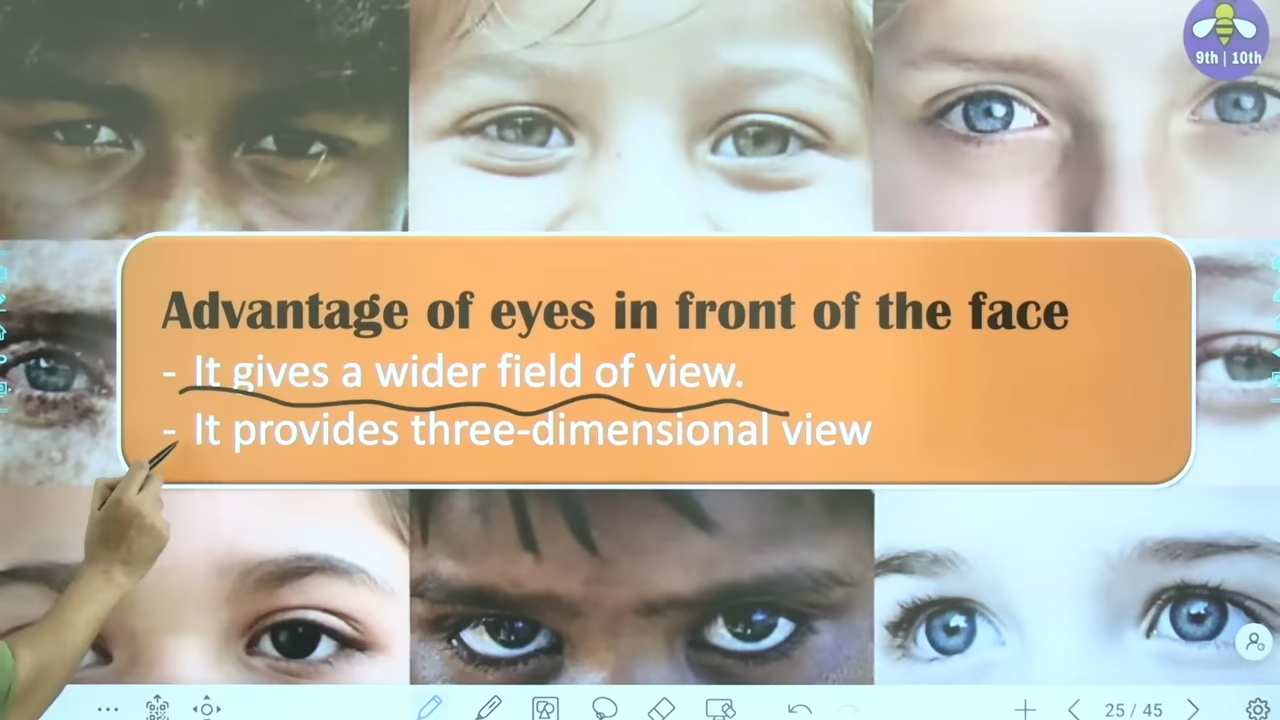 9th | 10th
Advantage of eyes in front of the face
- It gives a wider field of view.
- It provides three-dimensional view
25 / 45